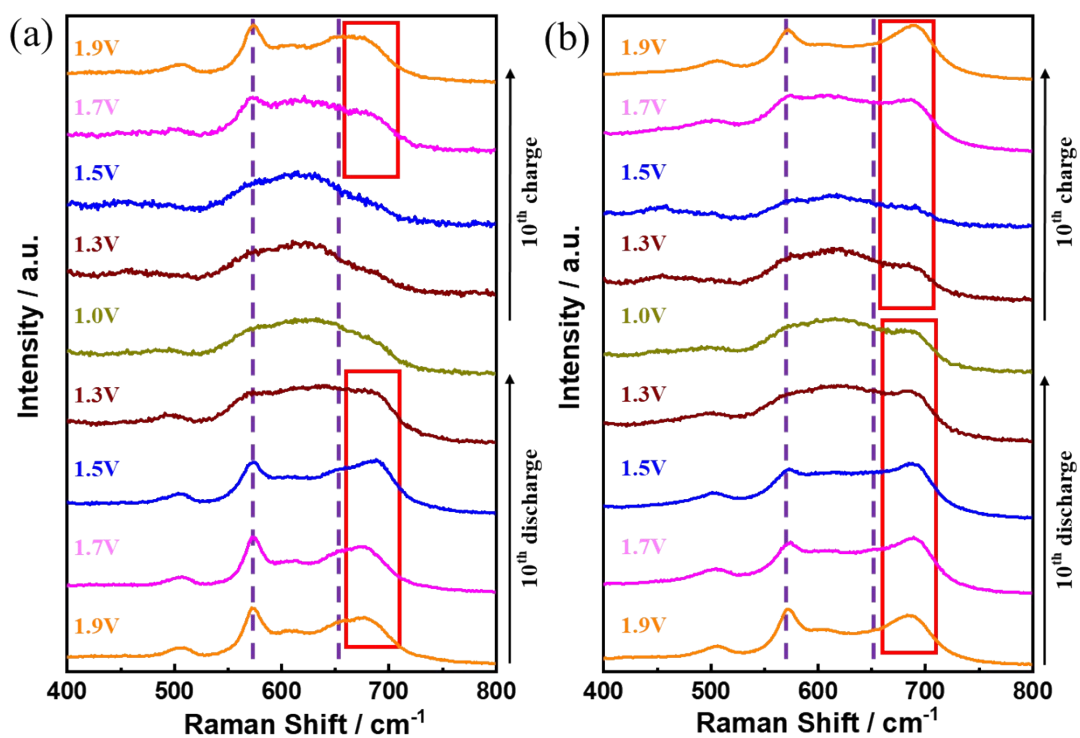 (a)
1.9V
1.7V
1.5V
1.3V
1.0V
1.3V
1.5V
1.7V
1.9V
Intensity / a.u.
10th charge
10th discharge
400 500 600 700 800
Raman Shift / cm-1
(b)
1.9V
1.7V
1.5V
1.3V
1.0V
1.3V
1.5V
1.7V
1.9V
Intensity / a.u.
10th charge
10th discharge
400 500 600 700 800
Raman Shift / cm-1